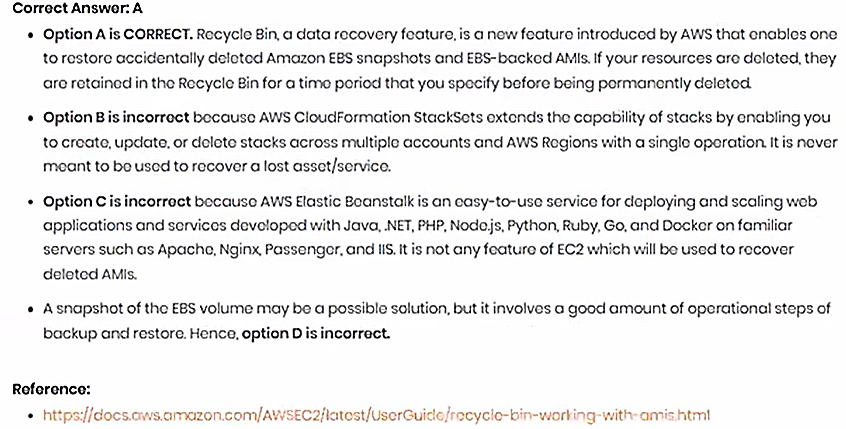 Correct Answer: A
• Option A is CORRECT. Recycle Bin, a data recovery feature, is a new feature introduced by AWS that enables one
to restore accidentally deleted Amazon EBS snapshots and EBS-backed AMIs. If your resources are deleted, they
are retained in the Recycle Bin for a time period that you specify before being permanently deleted.
• Option B is incorrect because AWS CloudFormation StackSets extends the capability of stacks by enabling you
to create, update, or delete stacks across multiple accounts and AWS Regions with a single operation. It is never
meant to be used to recover a lost asset/service.
• Option C is incorrect because AWS Elastic Beanstalk is an easy-to-use service for deploying and scaling web
applications and services developed with Java, .NET, PHP, Node.js, Python, Ruby, Go, and Docker on familiar
servers such as Apache, Nginx, Passenger, and IIS. It is not any feature of EC2 which will be used to recover
deleted AMIs.
• A snapshot of the EBS volume may be a possible solution, but it involves a good amount of operational steps of
backup and restore. Hence, option D is incorrect.
Reference:
• https://docs.aws.amazon.com/AWSEC2/latest/UserGuide/recycle-bin-working-with-amis.html